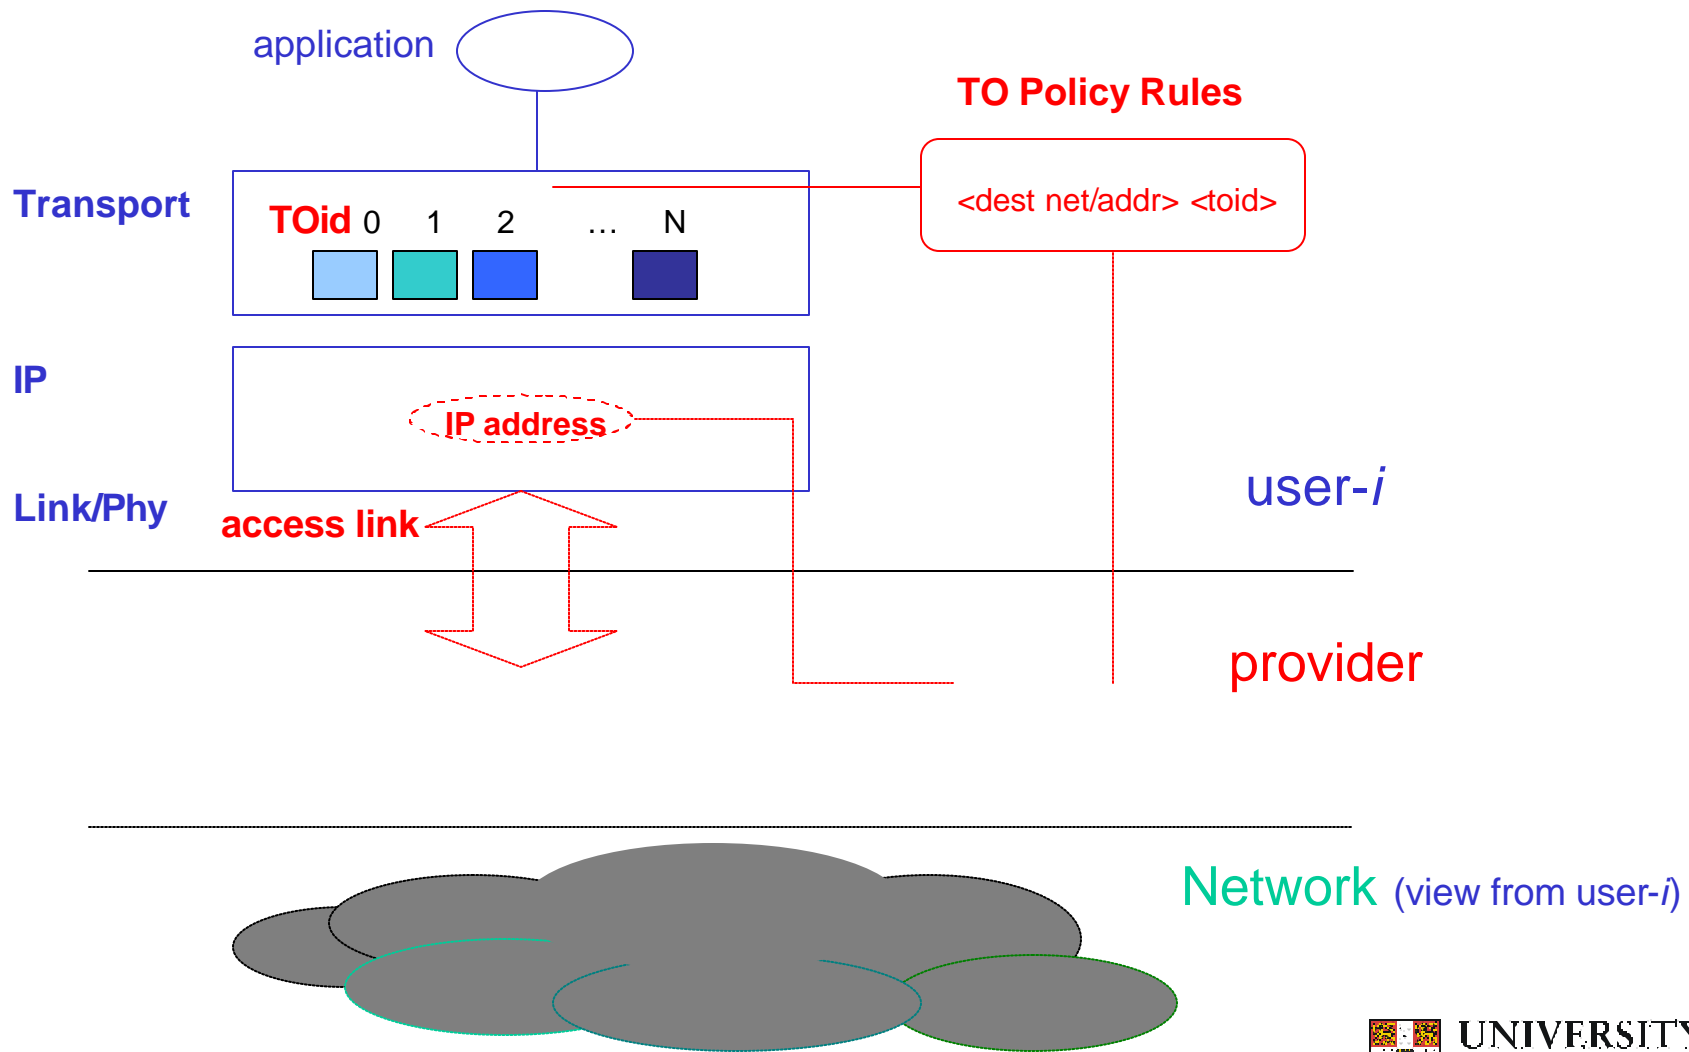 application
TO Policy Rules
Transport
<dest net/addr> <toid>
TOid 0 1 2 … N
IP
IP address
user-i
Link/Phy
access link
provider
Network (view from user-i)
UNIVERSITY